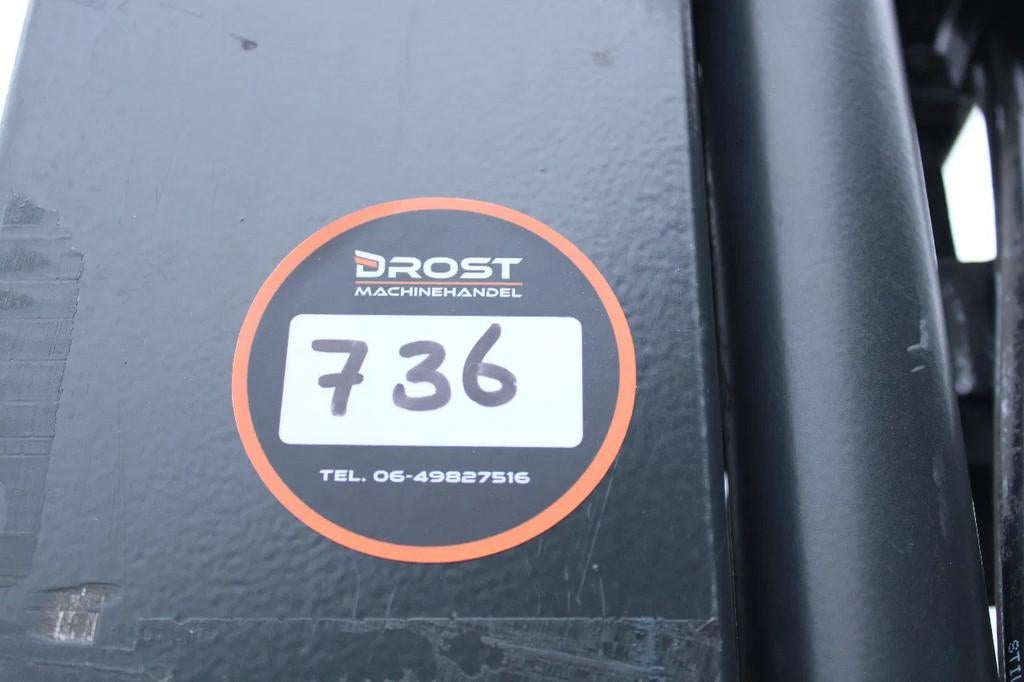 DROST
MACHINEHANDEL
736
TEL. 06-49827516